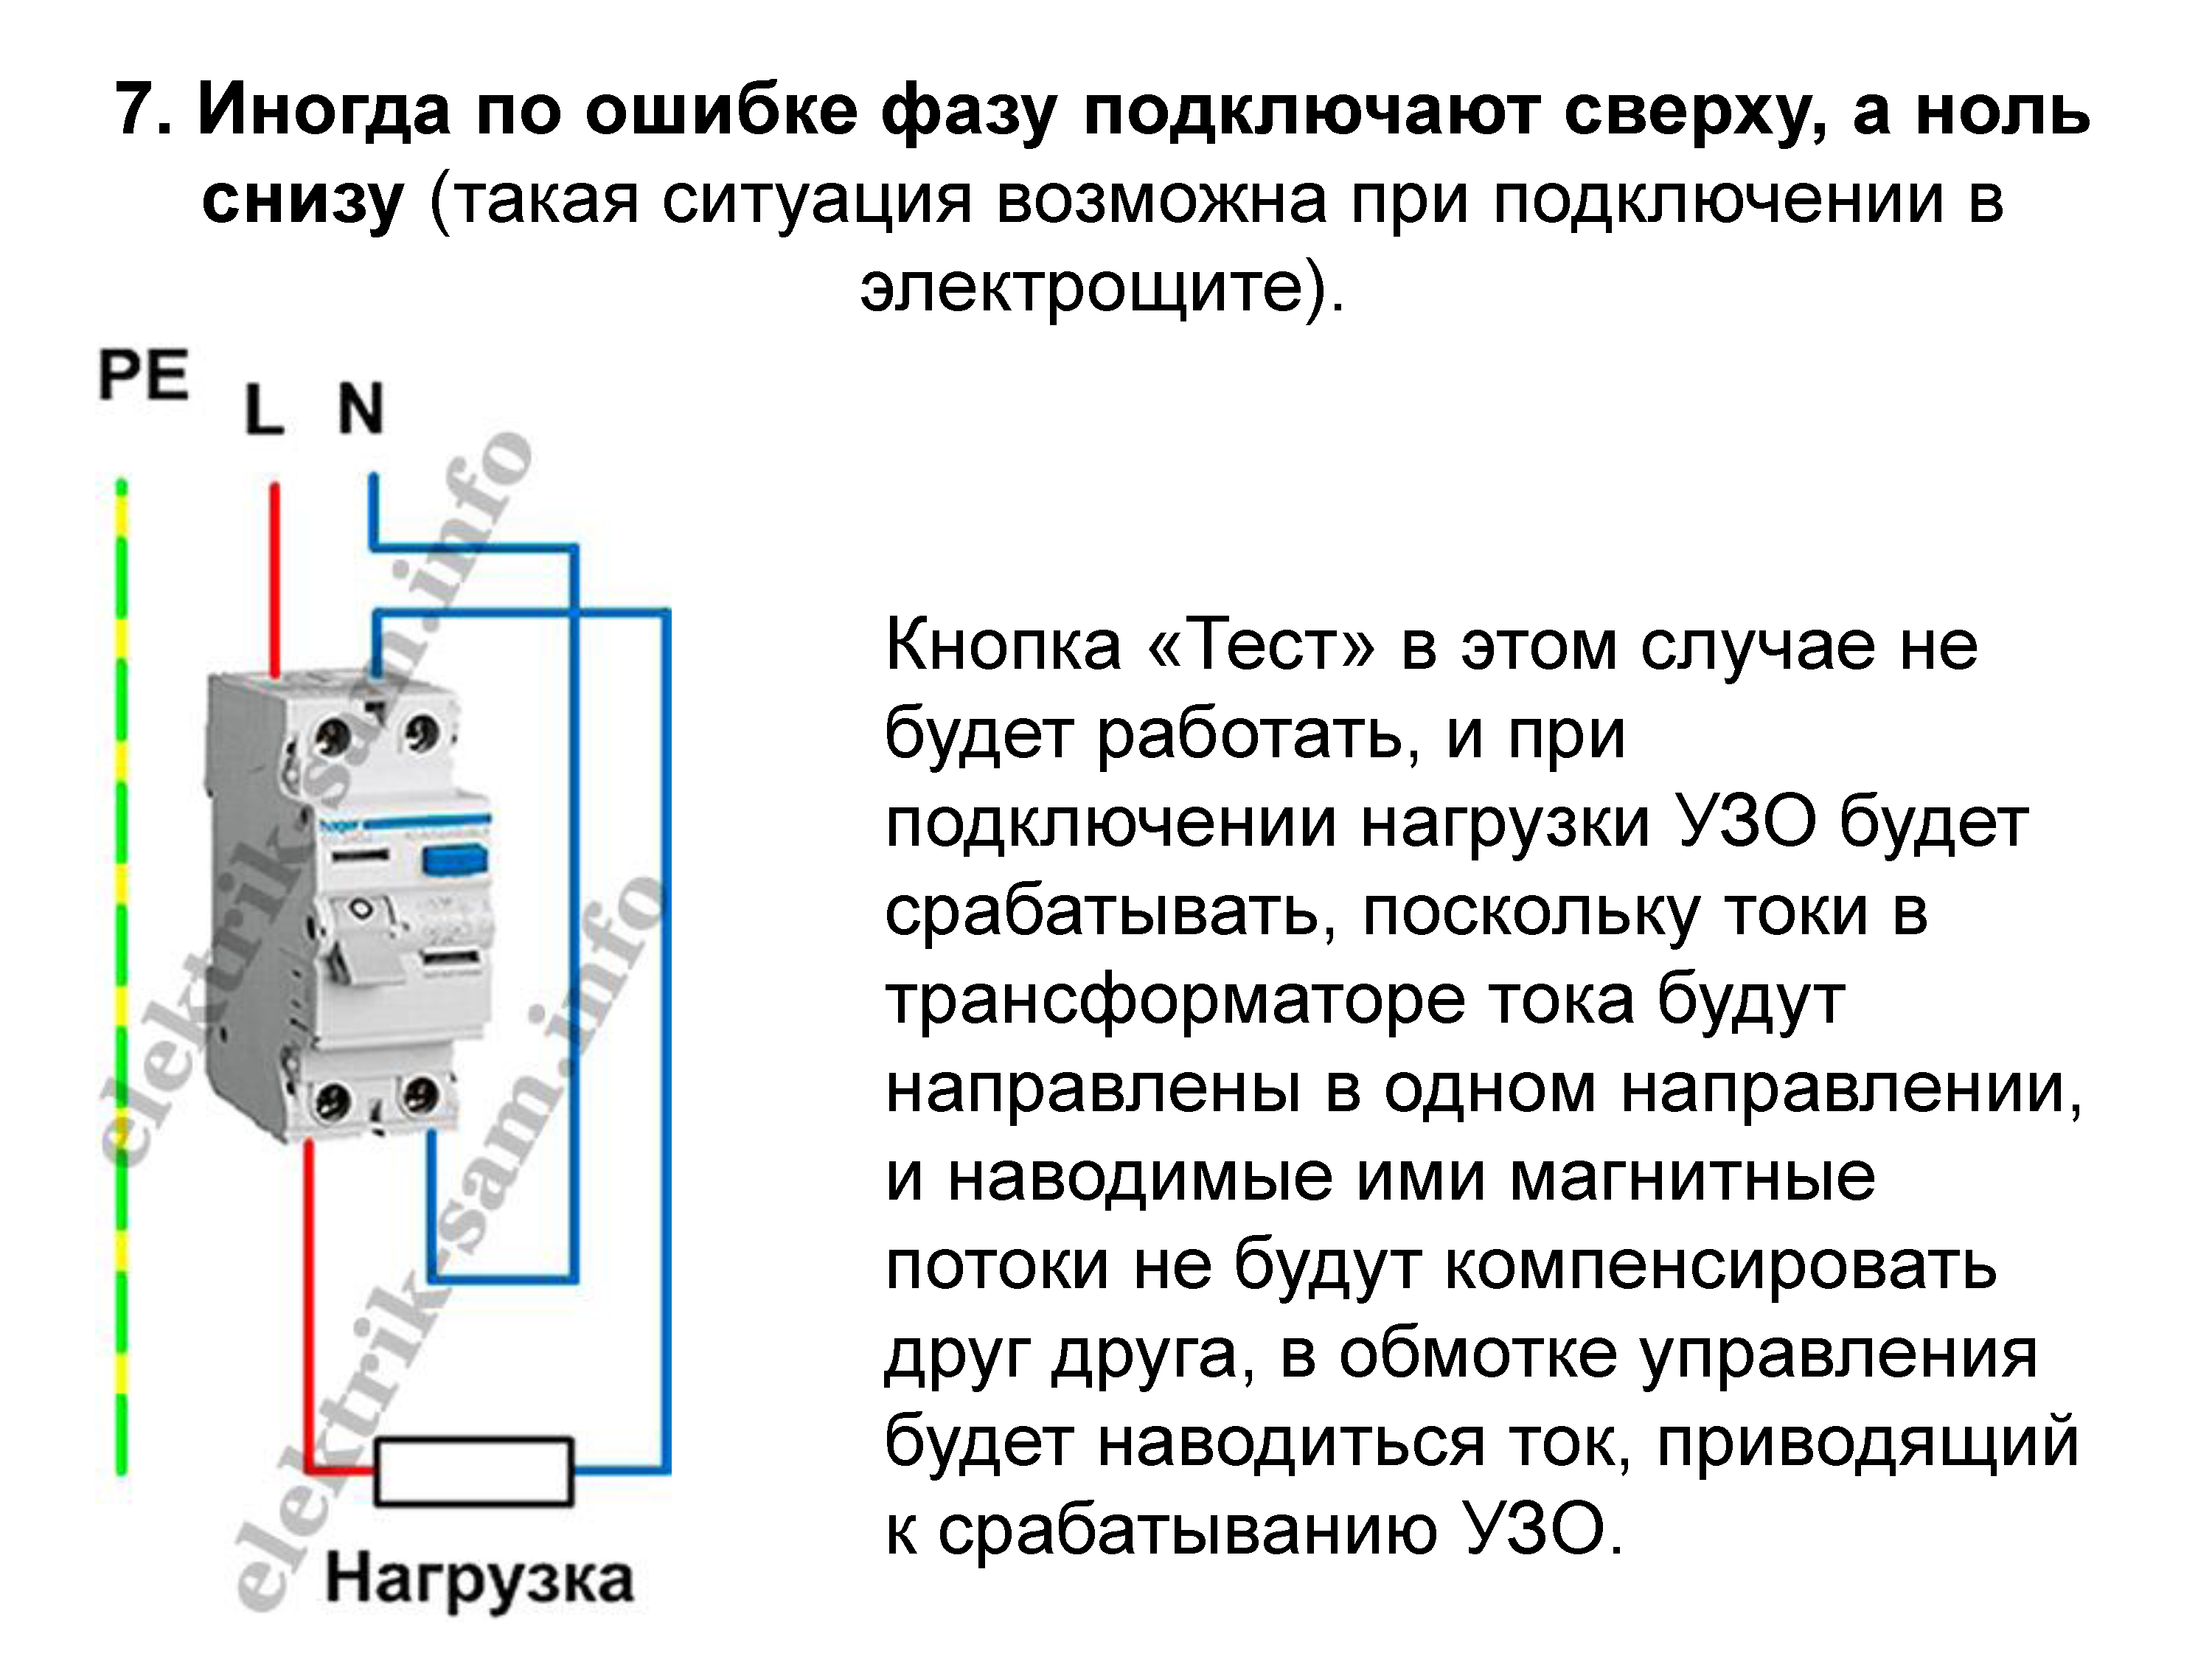 7. Иногда по ошибке фазу подключают сверху, а ноль
снизу (такая ситуация возможна при подключении в
электрощите).
PE
L N
elektrik-sam.info
hager
elektrik-sam.info
Нагрузка
Кнопка «Тест» в этом случае не
будет работать, и при
подключении нагрузки УЗО будет
срабатывать, поскольку токи в
трансформаторе тока будут
направлены в одном направлении,
и наводимые ими магнитные
потоки не будут компенсировать
друг друга, в обмотке управления
будет наводиться ток, приводящий
к срабатыванию УЗО.